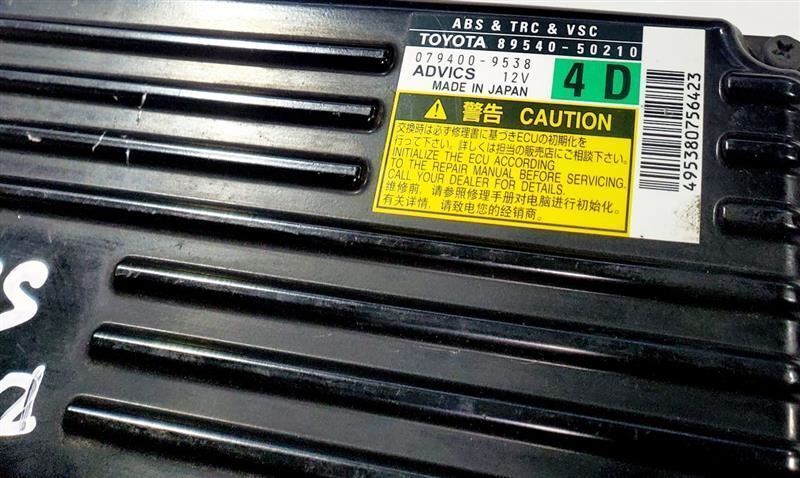 ABS & TRC & VSC
TOYOTA 89540-50210
079400-9538
ADVICS 12V
MADE IN JAPAN
4D
警告 CAUTION
交換時は必ず修理書に基づきECUの初期化を
行って下さい。詳しくは担当の販売店にご相談下さい。
INITIALIZE THE ECU ACCORDING
TO THE REPAIR MANUAL BEFORE SERVICING.
CALL YOUR DEALER FOR DETAILS.
维修前，请参照修理手册对电脑进行初始化。
有关详情，请致电您的经销商。
495380756423